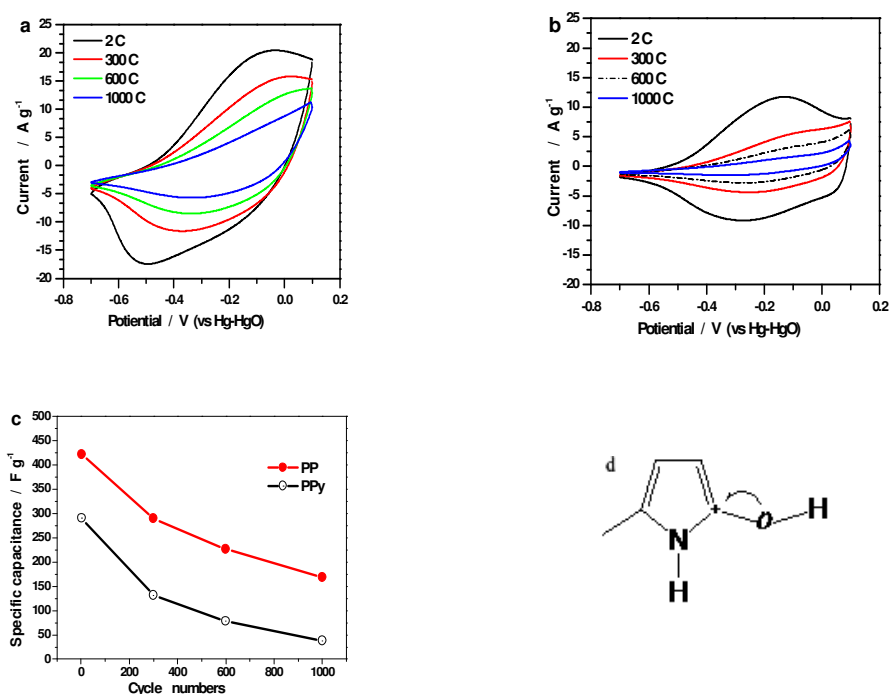 a
25
20
15
10
5
0
-5
-10
-15
-20
-0.8 -0.6 -0.4 -0.2 0.0 0.2
Current / A g-1
Potiential / V (vs Hg-HgO)
2 C
300 C
600 C
1000 C
b
25
20
15
10
5
0
-5
-10
-15
-20
-0.8 -0.6 -0.4 -0.2 0.0 0.2
Current / A g-1
Potiential / V (vs Hg-HgO)
2 C
300 C
600 C
1000 C
c
500
450
400
350
300
250
200
150
100
50
0
0 200 400 600 800 1000
Specific capacitance / F g-1
Cycle numbers
PP
PPy
d
+
O
H
N
H